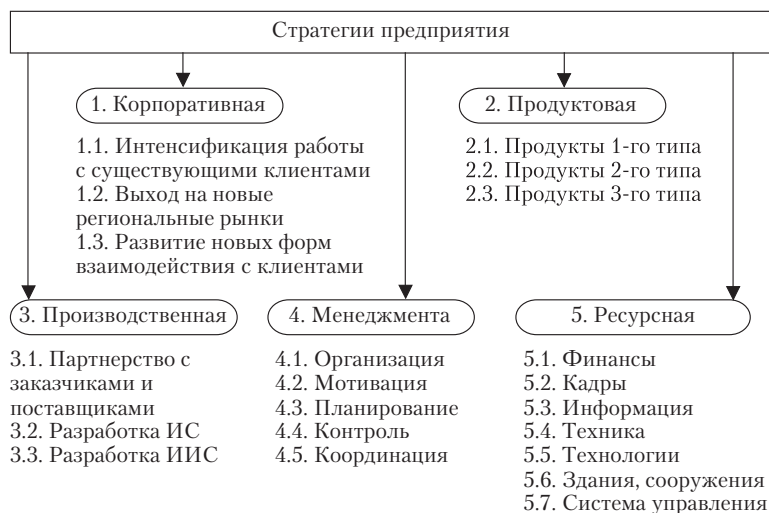 Стратегии предприятия
1. Корпоративная
1.1. Интенсификация работы
с существующими клиентами
1.2. Выход на новые
региональные рынки
1.3. Развитие новых форм
взаимодействия с клиентами
2. Продуктовая
2.1. Продукты 1-го типа
2.2. Продукты 2-го типа
2.3. Продукты 3-го типа
3. Производственная
3.1. Партнерство с
заказчиками и
поставщиками
3.2. Разработка ИС
3.3. Разработка ИИС
4. Менеджмента
4.1. Организация
4.2. Мотивация
4.3. Планирование
4.4. Контроль
4.5. Координация
5. Ресурсная
5.1. Финансы
5.2. Кадры
5.3. Информация
5.4. Техника
5.5. Технологии
5.6. Здания, сооружения
5.7. Система управления